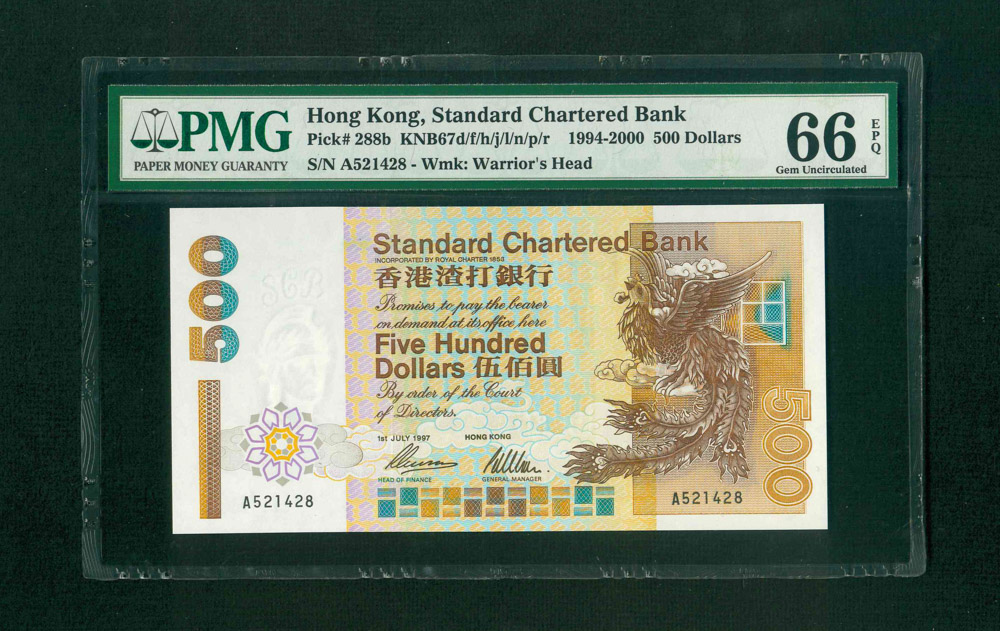 PMG
PAPER MONEY GUARANTY
Hong Kong, Standard Chartered Bank
Pick# 288b KNB67d/f/h/j/l/n/p/r 1994-2000 500 Dollars
S/N A521428 - Wmk: Warrior's Head
66 EPQ
Gem Uncirculated
500
SCB
Standard Chartered Bank
INCORPORATED BY ROYAL CHARTER 1853
香港渣打銀行
Promises to pay the bearer
on demand at its office here
Five Hundred
Dollars 伍佰圓
By order of the Court
of Directors.
1st JULY 1997 HONG KONG
HEAD OF FINANCE GENERAL MANAGER
A521428
A521428
500